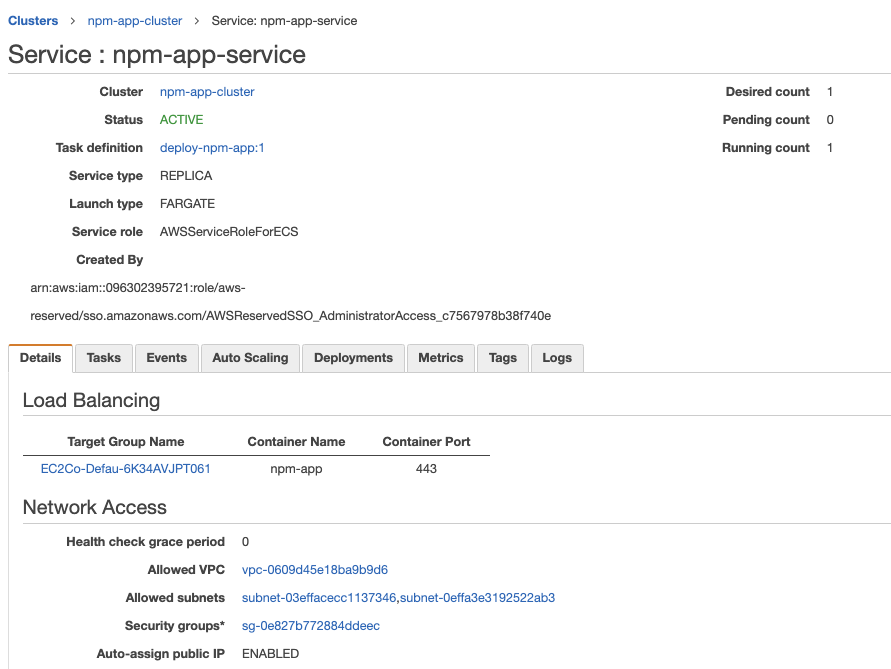 Clusters > npm-app-cluster > Service: npm-app-service
Service : npm-app-service
Cluster npm-app-cluster
Desired count 1
Status ACTIVE
Pending count 0
Task definition deploy-npm-app:1
Running count 1
Service type REPLICA
Launch type FARGATE
Service role AWSServiceRoleForECS
Created By
arn:aws:iam::096302395721:role/aws-
reserved/sso.amazonaws.com/AWSReservedSSO_AdministratorAccess_c7567978b38f740e
Details Tasks Events Auto Scaling Deployments Metrics Tags Logs
Load Balancing
Target Group Name Container Name Container Port
EC2Co-Defau-6K34AVJPT061 npm-app 443
Network Access
Health check grace period 0
Allowed VPC vpc-0609d45e18ba9b9d6
Allowed subnets subnet-03effacecc1137346,subnet-0effa3e3192522ab3
Security groups* sg-0e827b772884ddeec
Auto-assign public IP ENABLED